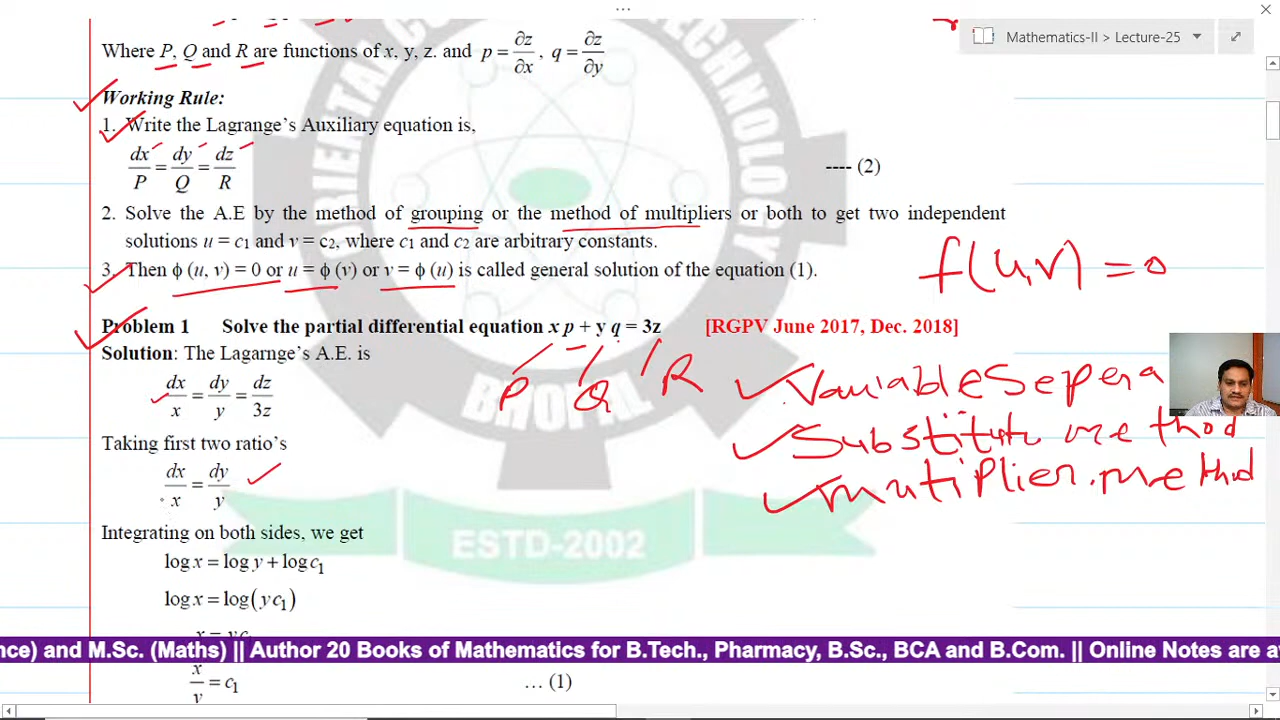 ...
Mathematics-II > Lecture-25
Where P, Q and R are functions of x, y, z. and p = ∂z/∂x , q = ∂z/∂y
Working Rule:
1. Write the Lagrange's Auxiliary equation is,
dx/P = dy/Q = dz/R ---- (2)
2. Solve the A.E by the method of grouping or the method of multipliers or both to get two independent
solutions u = c₁ and v = c₂, where c₁ and c₂ are arbitrary constants.
f(u,v) = 0
3. Then ϕ (u, v) = 0 or u = ϕ (v) or v = ϕ (u) is called general solution of the equation (1).
Problem 1 Solve the partial differential equation x p + y q = 3z [RGPV June 2017, Dec. 2018]
Solution: The Lagarnge's A.E. is
P Q R
dx/x = dy/y = dz/3z
Variable Sepera
Substitute method
multiplier. method
Taking first two ratio's
dx/x = dy/y
Integrating on both sides, we get
log x = log y + log c₁
log x = log(yc₁)
x = yc
x/y = c₁ ... (1)
BHOPAL
ESTD-2002
nce) and M.Sc. (Maths) || Author 20 Books of Mathematics for B.Tech., Pharmacy, B.Sc., BCA and B.Com. || Online Notes are a